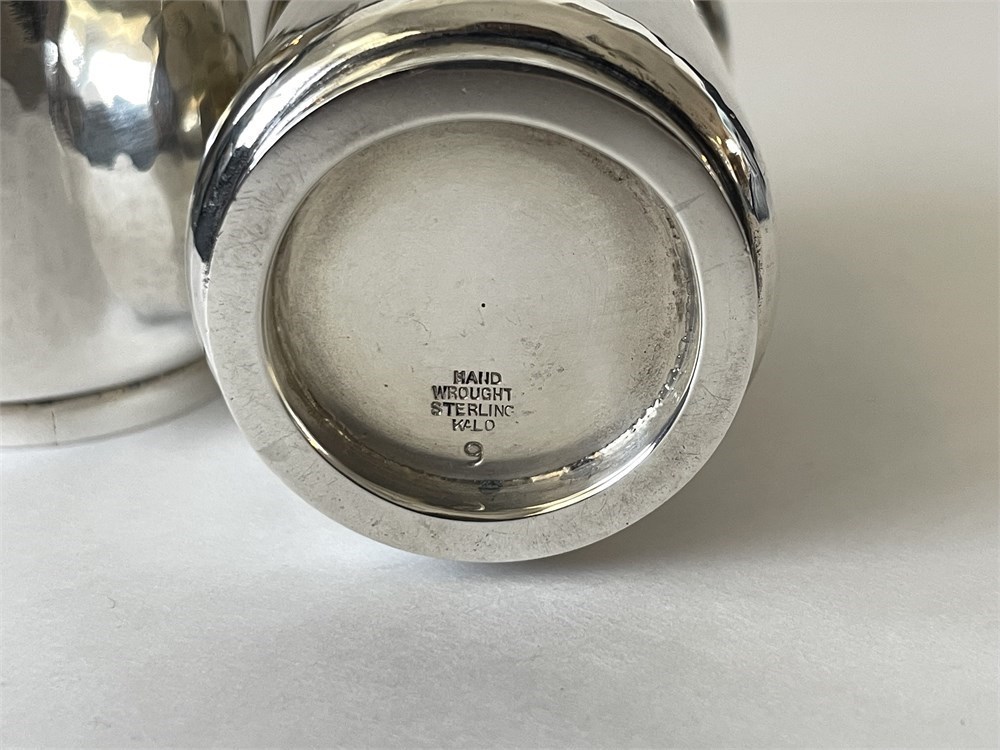 HAND
WROUGHT
STERLING
KALO
9